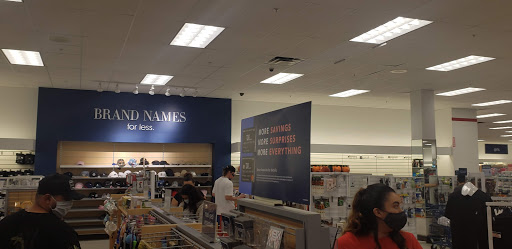 BRAND NAMES
for less.
MORE SAVINGS
MORE SURPRISES
MORE EVERYTHING